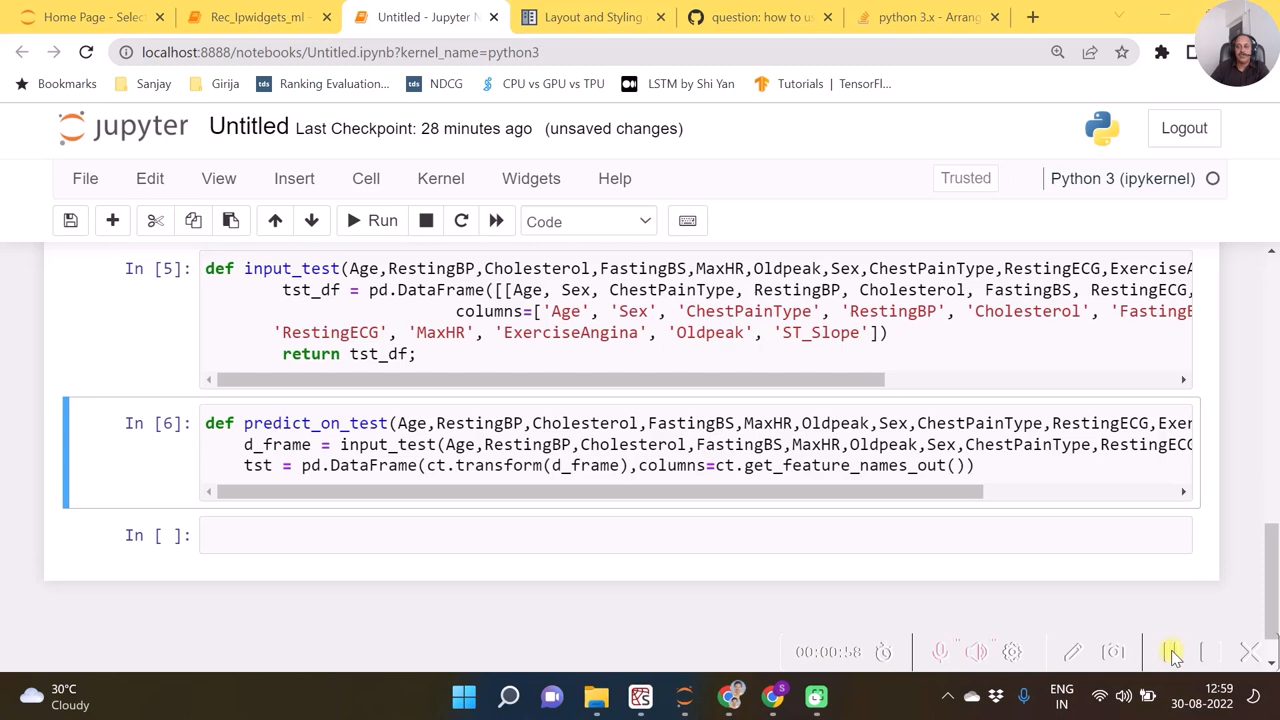 Home Page - Selec
Rec_Ipwidgets_ml -
Untitled - Jupyter N
Layout and Styling
question: how to us
python 3.x - Arrang
localhost:8888/notebooks/Untitled.ipynb?kernel_name=python3
Bookmarks
Sanjay
Girija
tds
Ranking Evaluation...
tds
NDCG
CPU vs GPU vs TPU
LSTM by Shi Yan
Tutorials | TensorFl...
jupyter
Untitled
Last Checkpoint: 28 minutes ago
(unsaved changes)
Logout
File
Edit
View
Insert
Cell
Kernel
Widgets
Help
Trusted
Python 3 (ipykernel)
Run
Code
In [5]:
def input_test(Age,RestingBP,Cholesterol,FastingBS,MaxHR,Oldpeak,Sex,ChestPainType,RestingECG,ExerciseA
tst_df = pd.DataFrame([[Age, Sex, ChestPainType, RestingBP, Cholesterol, FastingBS, RestingECG,
columns=['Age', 'Sex', 'ChestPainType', 'RestingBP', 'Cholesterol', 'FastingB
'RestingECG', 'MaxHR', 'ExerciseAngina', 'Oldpeak', 'ST_Slope'])
return tst_df;
In [6]:
def predict_on_test(Age,RestingBP,Cholesterol,FastingBS,MaxHR,Oldpeak,Sex,ChestPainType,RestingECG,Exer
d_frame = input_test(Age,RestingBP,Cholesterol,FastingBS,MaxHR,Oldpeak,Sex,ChestPainType,RestingECG
tst = pd.DataFrame(ct.transform(d_frame),columns=ct.get_feature_names_out())
In [ ]:
00:00:58
30°C
Cloudy
ENG
IN
12:59
30-08-2022